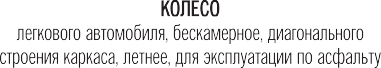 КОЛЕСО
легкового автомобиля, бескамерное, диагонального
строения каркаса, летнее, для эксплуатации по асфальту